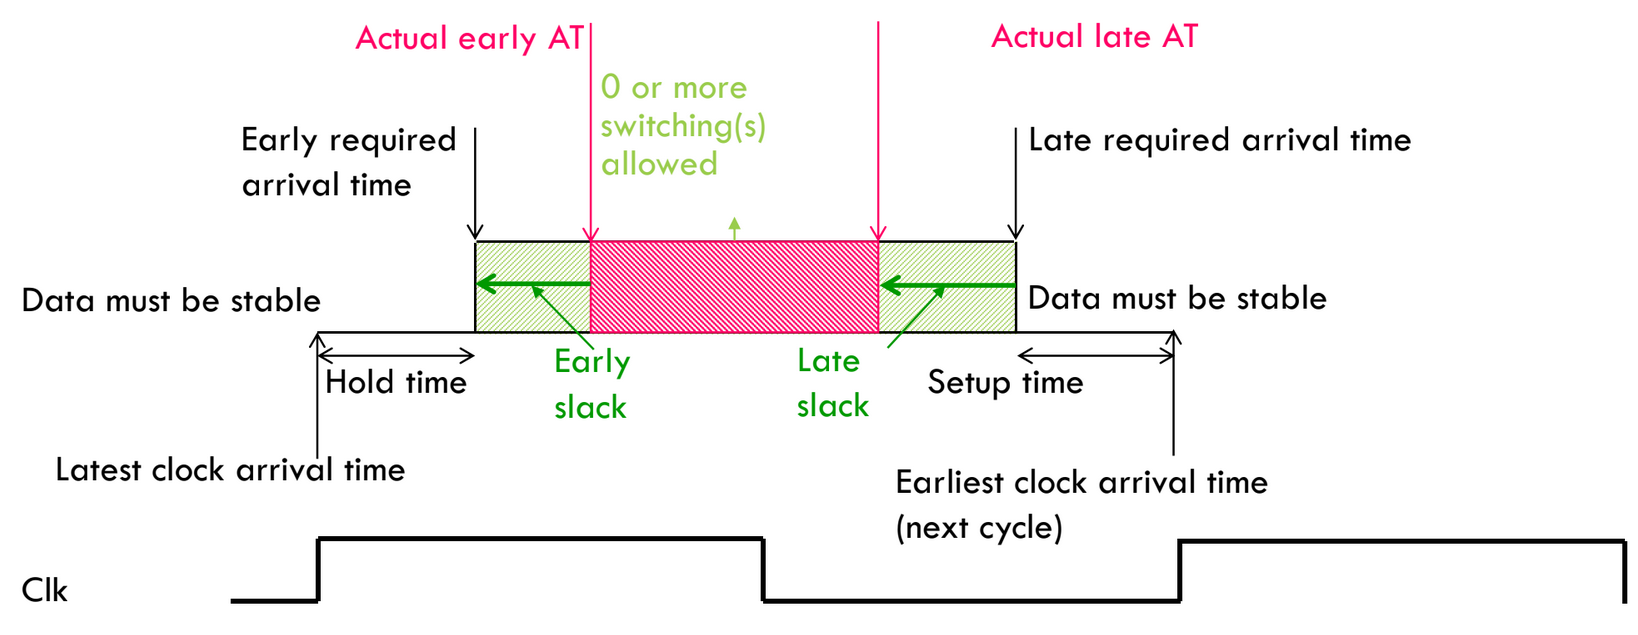 Actual early AT
Actual late AT
0 or more
switching(s)
allowed
Early required
arrival time
Late required arrival time
Data must be stable
Data must be stable
Hold time
Early
slack
Late
slack
Setup time
Latest clock arrival time
Earliest clock arrival time
(next cycle)
Clk